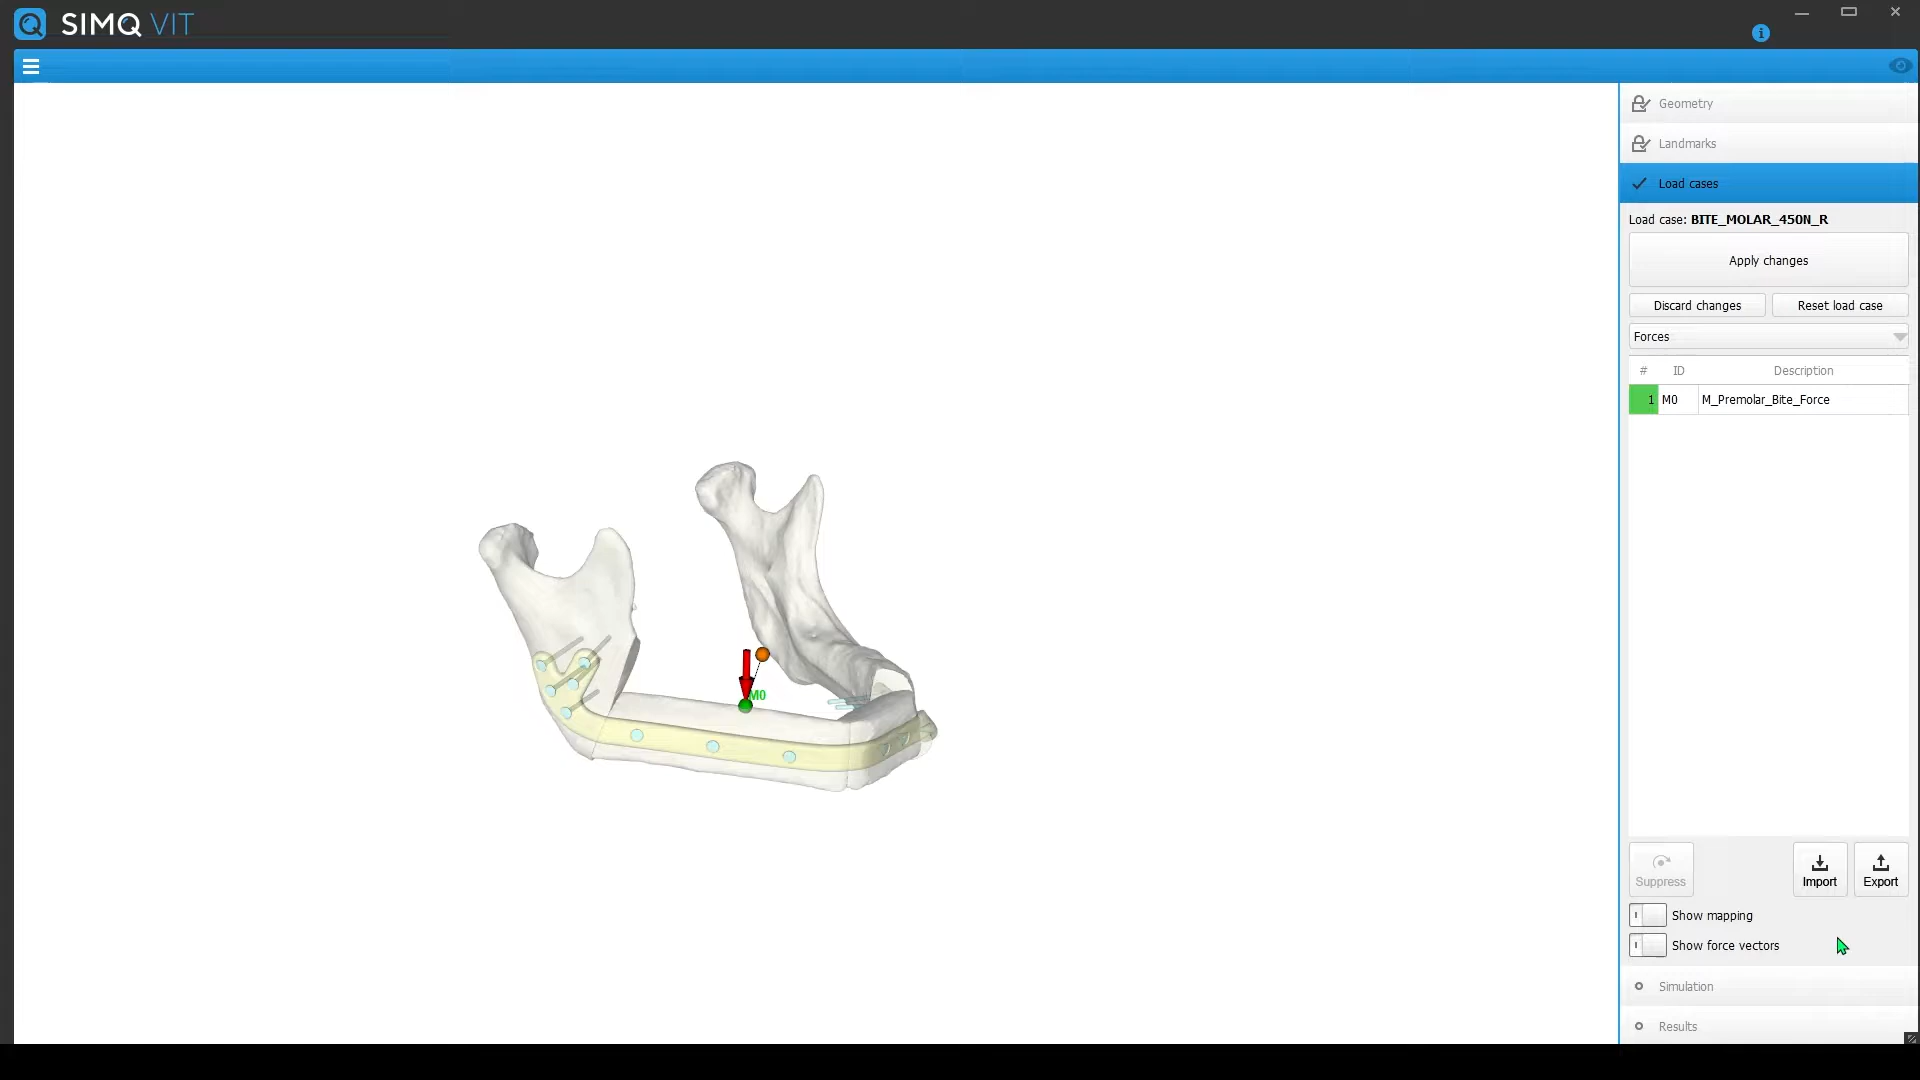 SIMQ VIT
Geometry
Landmarks
Load cases
Load case: BITE_MOLAR_450N_R
Apply changes
Discard changes
Reset load case
Forces
# ID Description
1 M0 M_Premolar_Bite_Force
M0
Suppress
Import
Export
Show mapping
Show force vectors
Simulation
Results